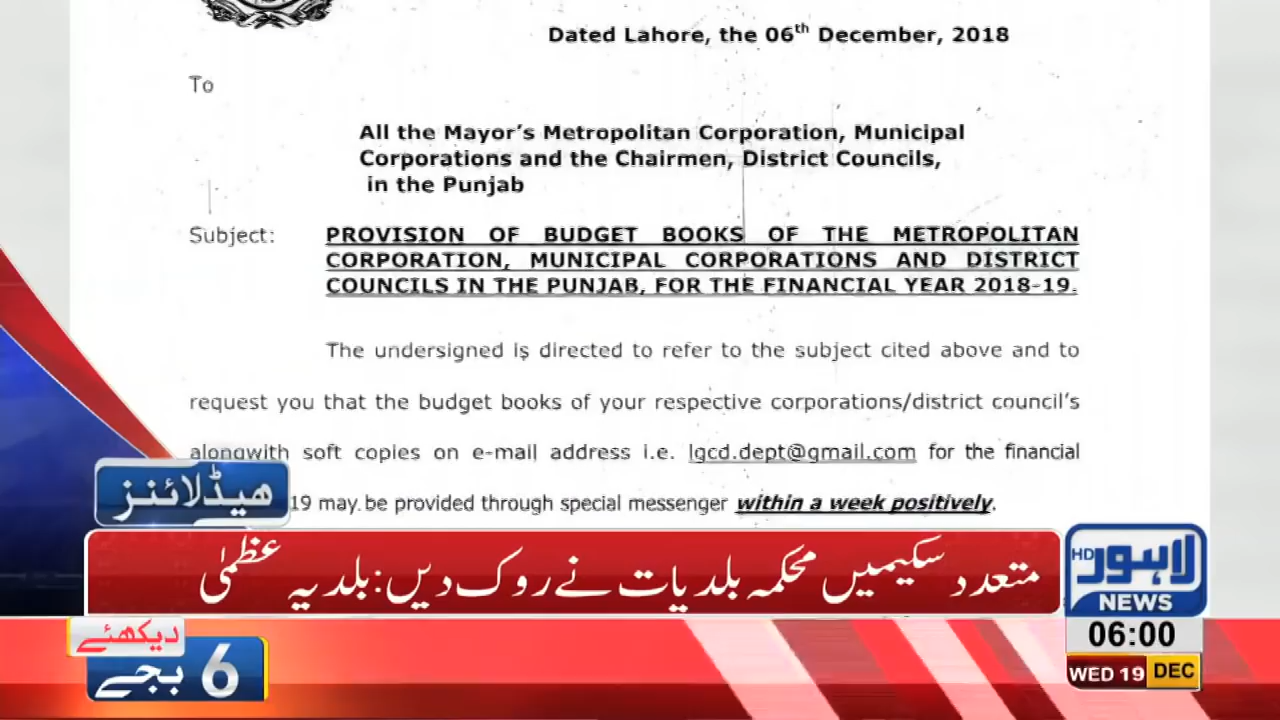 Dated Lahore, the 06th December, 2018
To
All the Mayor's Metropolitan Corporation, Municipal
Corporations and the Chairmen, District Councils,
in the Punjab
Subject: PROVISION OF BUDGET BOOKS OF THE METROPOLITAN
CORPORATION, MUNICIPAL CORPORATIONS AND DISTRICT
COUNCILS IN THE PUNJAB, FOR THE FINANCIAL YEAR 2018-19.
The undersigned is directed to refer to the subject cited above and to
request you that the budget books of your respective corporations/district council's
alongwith soft copies on e-mail address i.e. lgcd.dept@gmail.com for the financial
19 may be provided through special messenger within a week positively.
ھیڈلائنز
متعدد سکیمیں محکمہ بلدیات نے روک دیں: بلدیہ عظمیٰ
لاہور HD
NEWS
دیکھئے
6 بجے
06:00
WED 19 DEC